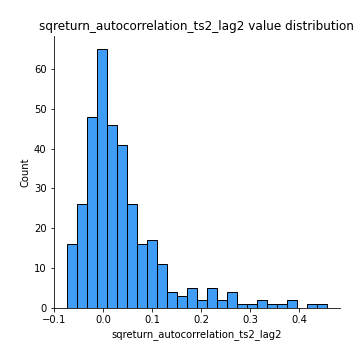 sqreturn_autocorrelation_ts2_lag2 value distribution
60
50
40
30
20
10
0
Count
−0.1 0.0 0.1 0.2 0.3 0.4
sqreturn_autocorrelation_ts2_lag2